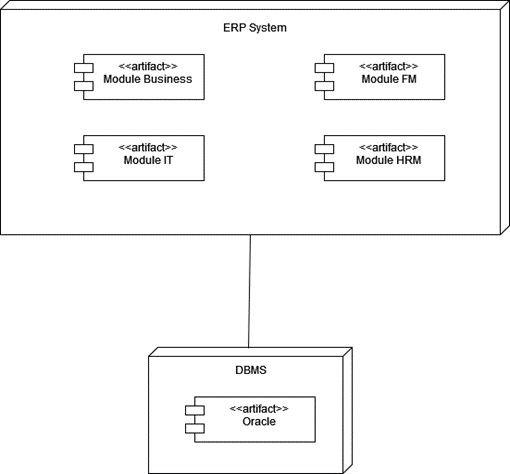 ERP System
<<artifact>>
Module Business
<<artifact>>
Module FM
<<artifact>>
Module IT
<<artifact>>
Module HRM
DBMS
<<artifact>>
Oracle